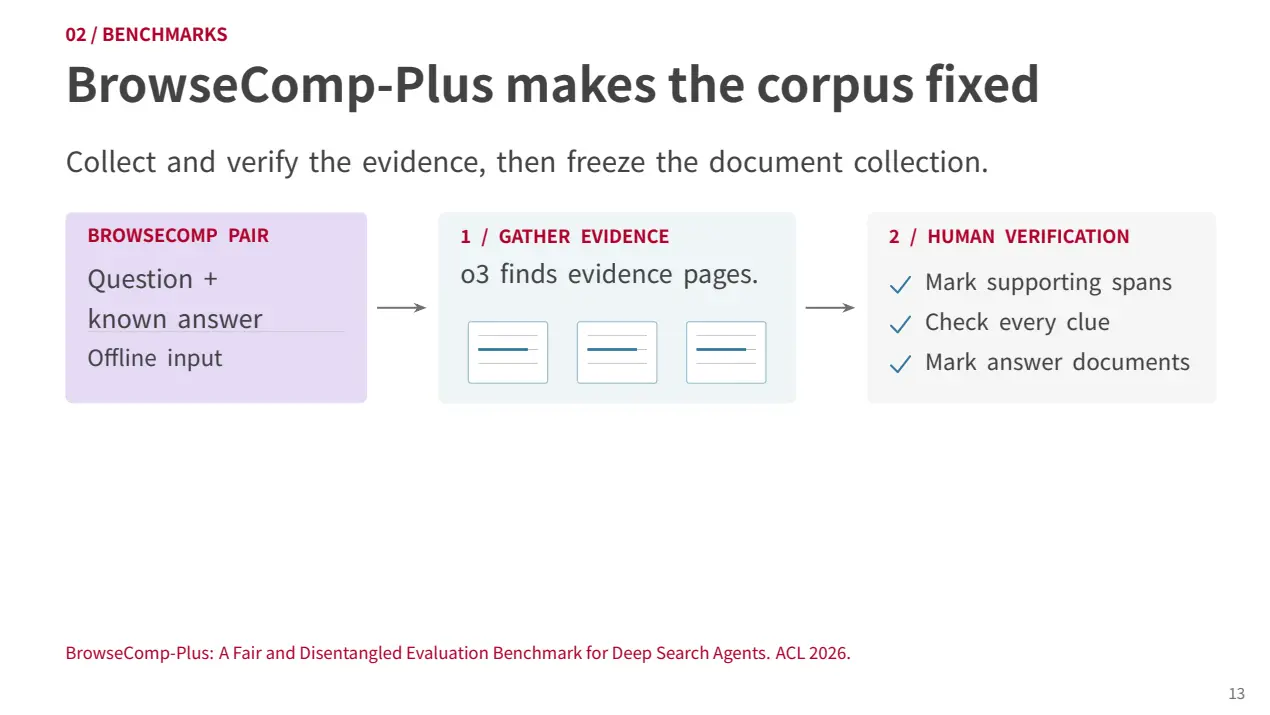 02 / BENCHMARKS
BrowseComp-Plus makes the corpus fixed
Collect and verify the evidence, then freeze the document collection.
BROWSECOMP PAIR
Question +
known answer
Offline input
1 / GATHER EVIDENCE
o3 finds evidence pages.
2 / HUMAN VERIFICATION
Mark supporting spans
Check every clue
Mark answer documents
BrowseComp-Plus: A Fair and Disentangled Evaluation Benchmark for Deep Search Agents. ACL 2026.
13